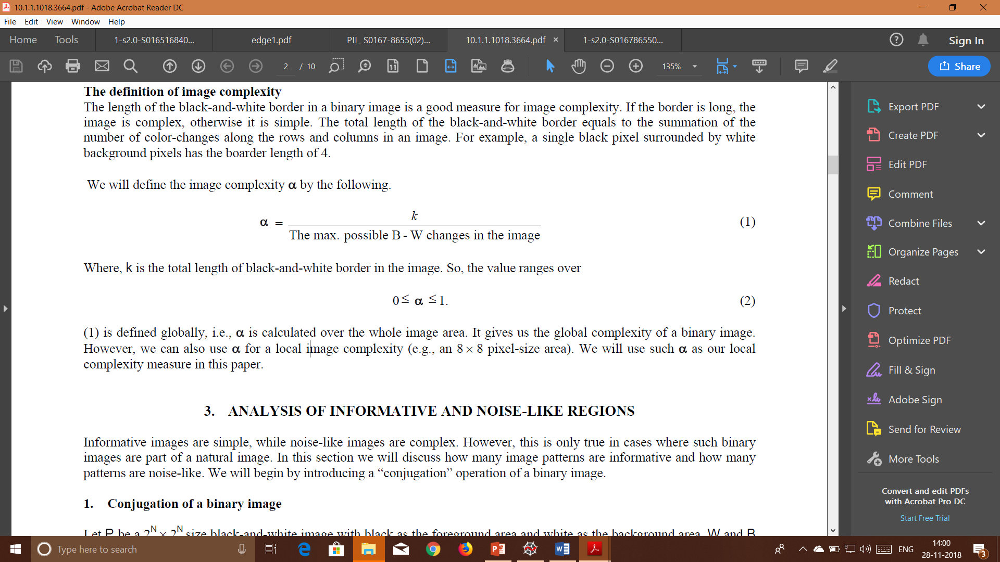 10.1.1.1018.3664.pdf - Adobe Acrobat Reader DC
File Edit View Window Help
Home Tools 1-s2.0-S016516840... edge1.pdf PII_ S0167-8655(02)... 10.1.1.1018.3664.pdf × 1-s2.0-S016786550... Sign In
2 / 10 1:1 135% Share
The definition of image complexity
The length of the black-and-white border in a binary image is a good measure for image complexity. If the border is long, the
image is complex, otherwise it is simple. The total length of the black-and-white border equals to the summation of the
number of color-changes along the rows and columns in an image. For example, a single black pixel surrounded by white
background pixels has the boarder length of 4.
We will define the image complexity α by the following.
k
α = (1)
The max. possible B - W changes in the image
Where, k is the total length of black-and-white border in the image. So, the value ranges over
0 ≤ α ≤ 1. (2)
(1) is defined globally, i.e., α is calculated over the whole image area. It gives us the global complexity of a binary image.
However, we can also use α for a local image complexity (e.g., an 8 × 8 pixel-size area). We will use such α as our local
complexity measure in this paper.
3. ANALYSIS OF INFORMATIVE AND NOISE-LIKE REGIONS
Informative images are simple, while noise-like images are complex. However, this is only true in cases where such binary
images are part of a natural image. In this section we will discuss how many image patterns are informative and how many
patterns are noise-like. We will begin by introducing a “conjugation” operation of a binary image.
1. Conjugation of a binary image
Let P be a 2^N × 2^N size black-and-white image with black as the foreground area and white as the background area. W and B
Export PDF
Create PDF
Edit PDF
Comment
Combine Files
Organize Pages
Redact
Protect
Optimize PDF
Fill & Sign
Adobe Sign
Send for Review
More Tools
Convert and edit PDFs
with Acrobat Pro DC
Start Free Trial
Type here to search
ENG
14:00
28-11-2018
3